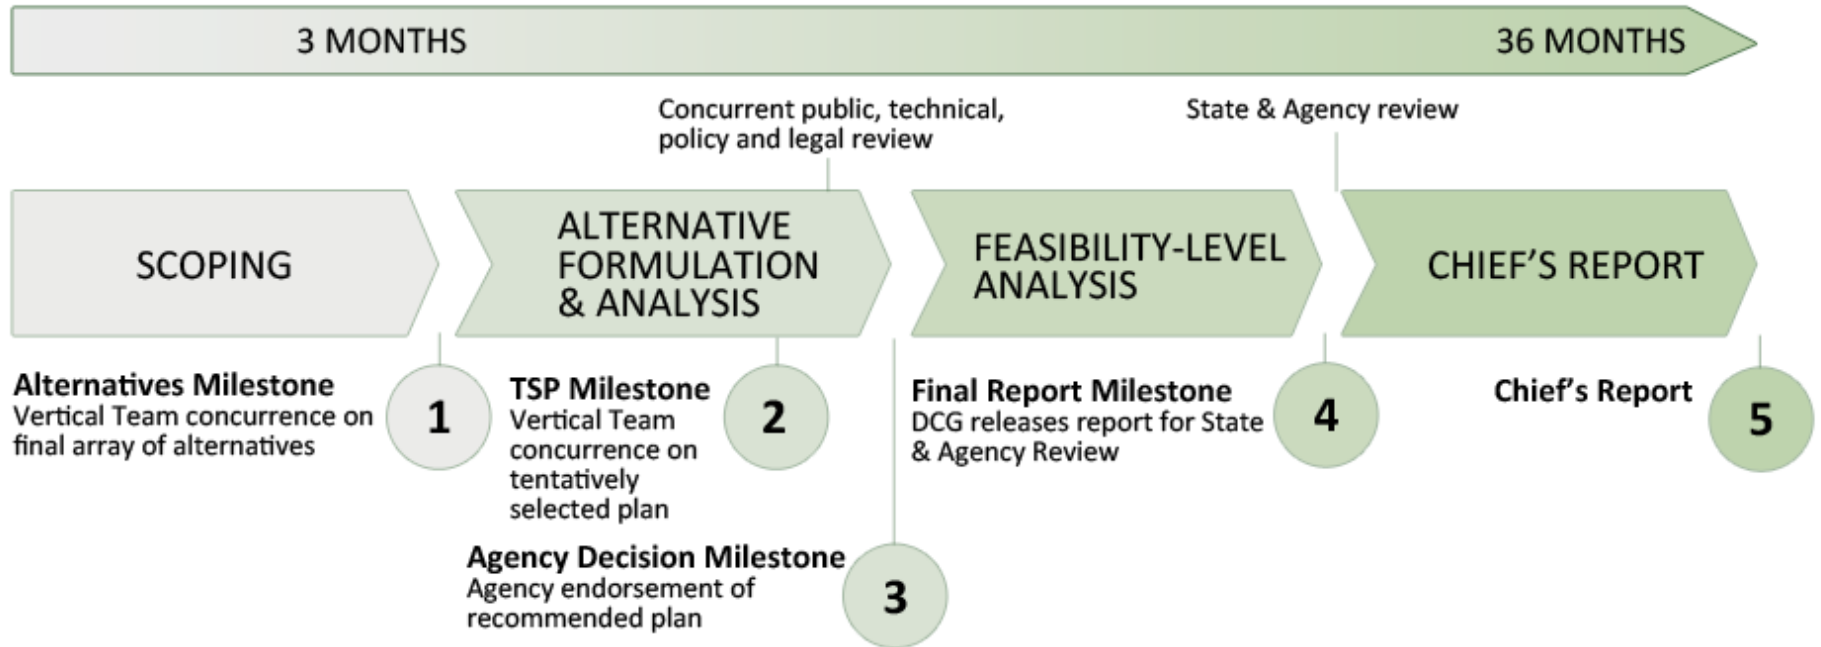 3 MONTHS
36 MONTHS
Concurrent public, technical,
policy and legal review
State & Agency review
SCOPING
ALTERNATIVE
FORMULATION
& ANALYSIS
FEASIBILITY-LEVEL
ANALYSIS
CHIEF’S REPORT
Alternatives Milestone
Vertical Team concurrence on
final array of alternatives
1
TSP Milestone
Vertical Team
concurrence on
tentatively
selected plan
2
Agency Decision Milestone
Agency endorsement of
recommended plan
3
Final Report Milestone
DCG releases report for State
& Agency Review
4
Chief’s Report
5